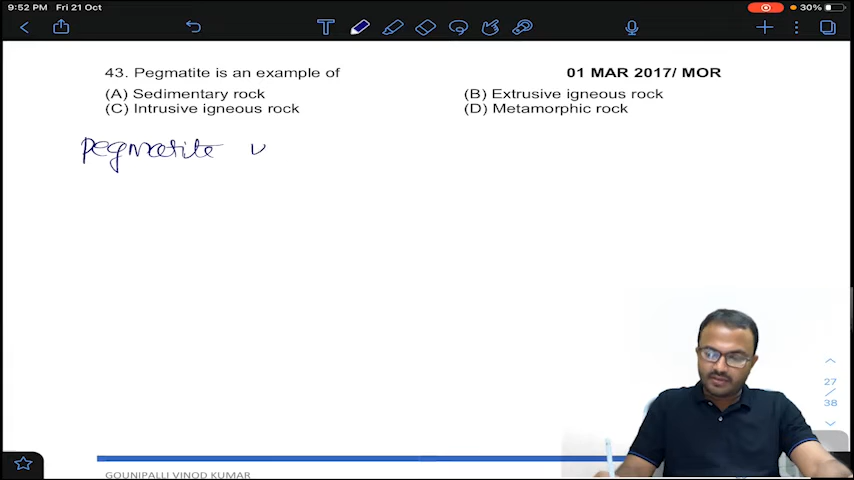 9:52 PM Fri 21 Oct
30%
43. Pegmatite is an example of 01 MAR 2017/ MOR
(A) Sedimentary rock (B) Extrusive igneous rock
(C) Intrusive igneous rock (D) Metamorphic rock
Pegmatite
27
/
38
GOUNIPALLI VINOD KUMAR